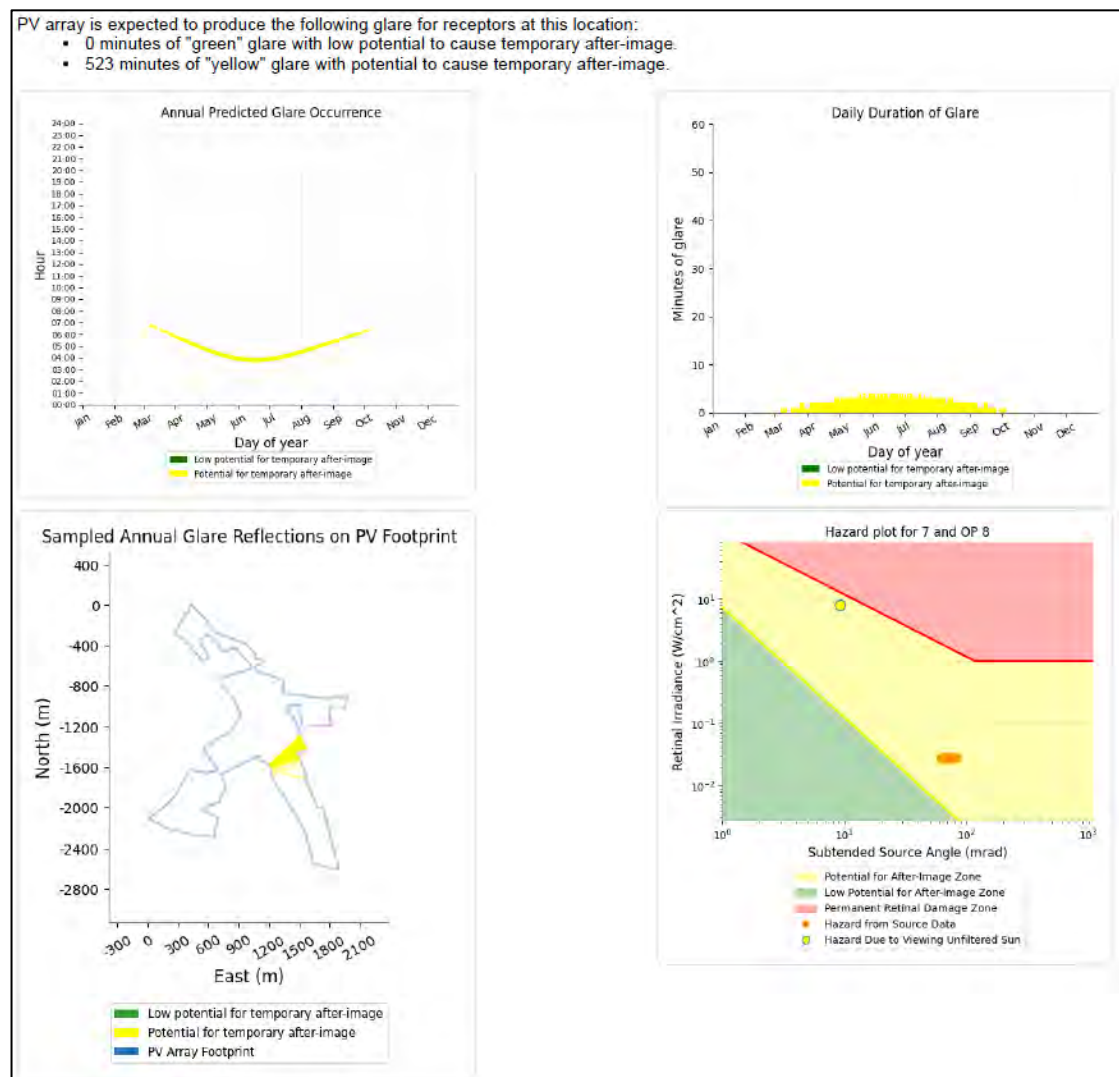 PV array is expected to produce the following glare for receptors at this location:
• 0 minutes of "green" glare with low potential to cause temporary after-image.
• 523 minutes of "yellow" glare with potential to cause temporary after-image.
Annual Predicted Glare Occurrence
24:00
23:00
22:00
21:00
20:00
19:00
18:00
17:00
16:00
15:00
14:00
13:00
12:00
11:00
10:00
09:00
08:00
07:00
06:00
05:00
04:00
03:00
02:00
01:00
00:00
Hour
Jan Feb Mar Apr May Jun Jul Aug Sep Oct Nov Dec
Day of year
Low potential for temporary after-image
Potential for temporary after-image
Daily Duration of Glare
60
50
40
30
20
10
0
Minutes of glare
Jan Feb Mar Apr May Jun Jul Aug Sep Oct Nov Dec
Day of year
Low potential for temporary after-image
Potential for temporary after-image
Sampled Annual Glare Reflections on PV Footprint
400
0
-400
-800
-1200
-1600
-2000
-2400
-2800
North (m)
-300 0 300 600 900 1200 1500 1800 2100
East (m)
Low potential for temporary after-image
Potential for temporary after-image
PV Array Footprint
Hazard plot for 7 and OP 8
10^1
10^0
10^-1
10^-2
Retinal Irradiance (W/cm^2)
10^0 10^1 10^2 10^3
Subtended Source Angle (mrad)
Potential for After-Image Zone
Low Potential for After-Image Zone
Permanent Retinal Damage Zone
Hazard from Source Data
Hazard Due to Viewing Unfiltered Sun